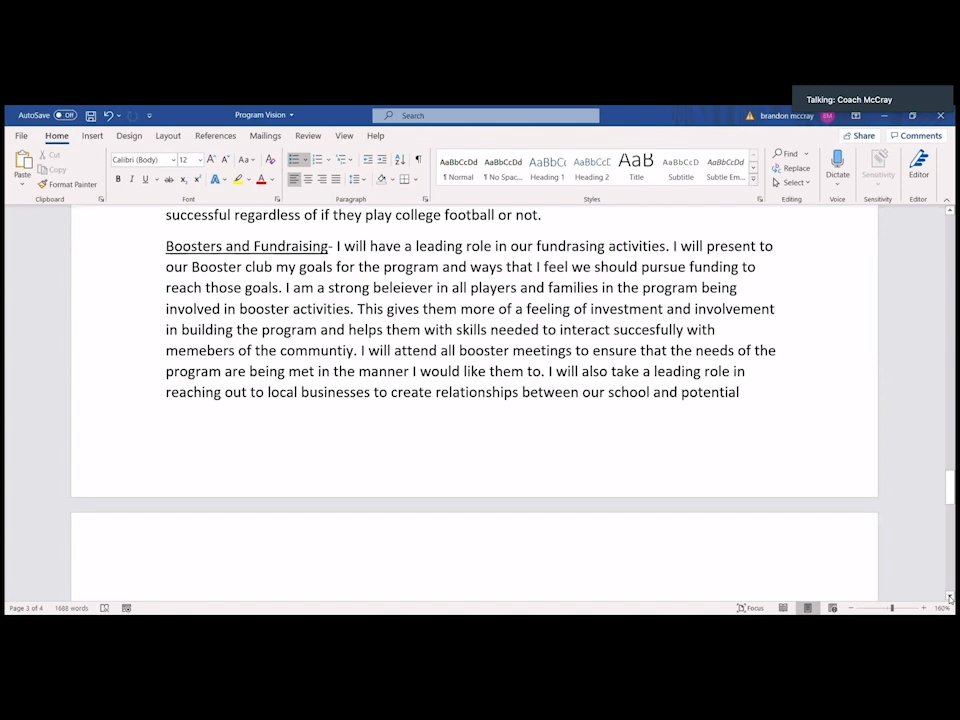 Talking: Coach McCray
AutoSave Off Program Vision Search brandon mccray BM
File Home Insert Design Layout References Mailings Review View Help Share Comments
Paste Cut Copy Format Painter Clipboard
Calibri (Body) 12 Font
Paragraph
AaBbCcDd AaBbCcDd AaBbCc AaBbCcC AaB AaBbCcD AaBbCcDd
1 Normal 1 No Spac... Heading 1 Heading 2 Title Subtitle Subtle Em...
Styles
Find Replace Select Editing
Dictate Voice
Sensitivity Sensitivity
Editor Editor
successful regardless of if they play college football or not.
Boosters and Fundraising- I will have a leading role in our fundrasing activities. I will present to
our Booster club my goals for the program and ways that I feel we should pursue funding to
reach those goals. I am a strong beleiever in all players and families in the program being
involved in booster activities. This gives them more of a feeling of investment and involvement
in building the program and helps them with skills needed to interact succesfully with
memebers of the communtiy. I will attend all booster meetings to ensure that the needs of the
program are being met in the manner I would like them to. I will also take a leading role in
reaching out to local businesses to create relationships between our school and potential
Page 3 of 4 1688 words Focus 160%